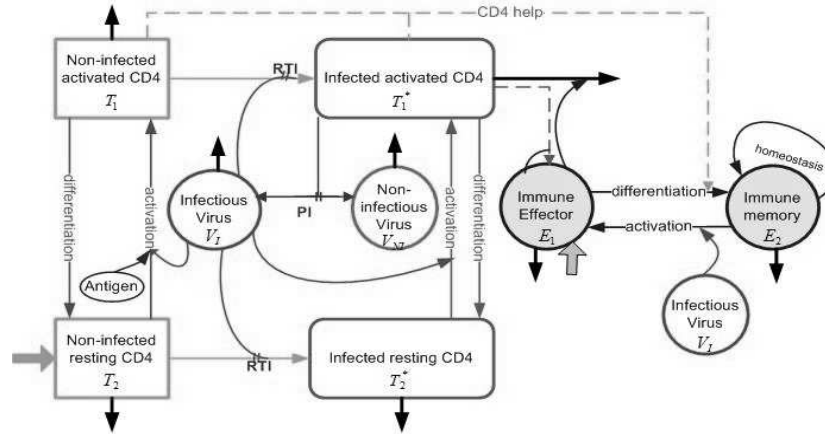 CD4 help
Non-infected
activated CD4
T1
RTI
Infected activated CD4
T1*
differentiation
activation
Infectious
Virus
VI
PI
Non-
infectious
Virus
VNI
activation
differentiation
Immune
Effector
E1
differentiation
activation
homeostasis
Immune
memory
E2
Antigen
Infectious
Virus
VI
Non-infected
resting CD4
T2
RTI
Infected resting CD4
T2*